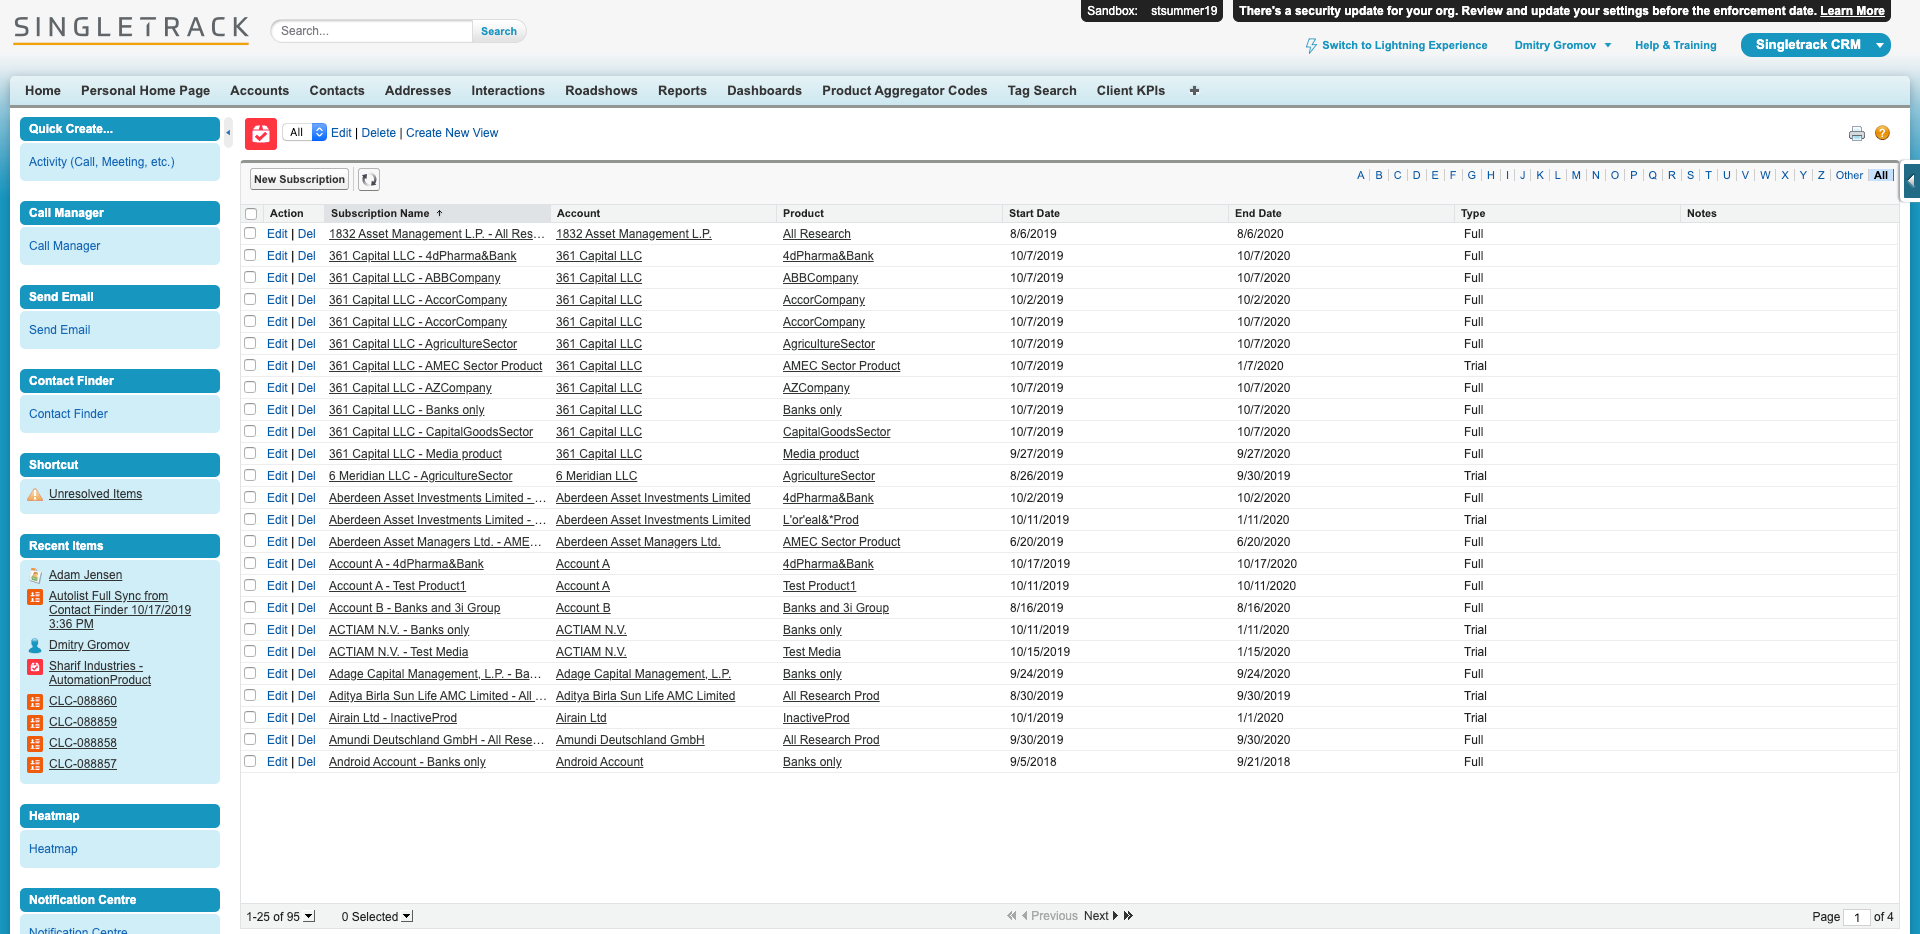 Sandbox: stsummer19 There's a security update for your org. Review and update your settings before the enforcement date. Learn More
SINGLETRACK Search... Search
Switch to Lightning Experience Dmitry Gromov Help & Training Singletrack CRM
Home Personal Home Page Accounts Contacts Addresses Interactions Roadshows Reports Dashboards Product Aggregator Codes Tag Search Client KPIs +
Quick Create...
Activity (Call, Meeting, etc.)
Call Manager
Call Manager
Send Email
Send Email
Contact Finder
Contact Finder
Shortcut
Unresolved Items
Recent Items
Adam Jensen
Autolist Full Sync from
Contact Finder 10/17/2019
3:36 PM
Dmitry Gromov
Sharif Industries -
AutomationProduct
CLC-088860
CLC-088859
CLC-088858
CLC-088857
Heatmap
Heatmap
Notification Centre
Notification Centre
All Edit | Delete | Create New View
New Subscription A | B | C | D | E | F | G | H | I | J | K | L | M | N | O | P | Q | R | S | T | U | V | W | X | Y | Z | Other | All
Action Subscription Name Account Product Start Date End Date Type Notes
Edit | Del 1832 Asset Management L.P. - All Res... 1832 Asset Management L.P. All Research 8/6/2019 8/6/2020 Full
Edit | Del 361 Capital LLC - 4dPharma&Bank 361 Capital LLC 4dPharma&Bank 10/7/2019 10/7/2020 Full
Edit | Del 361 Capital LLC - ABBCompany 361 Capital LLC ABBCompany 10/7/2019 10/7/2020 Full
Edit | Del 361 Capital LLC - AccorCompany 361 Capital LLC AccorCompany 10/2/2019 10/2/2020 Full
Edit | Del 361 Capital LLC - AccorCompany 361 Capital LLC AccorCompany 10/7/2019 10/7/2020 Full
Edit | Del 361 Capital LLC - AgricultureSector 361 Capital LLC AgricultureSector 10/7/2019 10/7/2020 Full
Edit | Del 361 Capital LLC - AMEC Sector Product 361 Capital LLC AMEC Sector Product 10/7/2019 1/7/2020 Trial
Edit | Del 361 Capital LLC - AZCompany 361 Capital LLC AZCompany 10/7/2019 10/7/2020 Full
Edit | Del 361 Capital LLC - Banks only 361 Capital LLC Banks only 10/7/2019 10/7/2020 Full
Edit | Del 361 Capital LLC - CapitalGoodsSector 361 Capital LLC CapitalGoodsSector 10/7/2019 10/7/2020 Full
Edit | Del 361 Capital LLC - Media product 361 Capital LLC Media product 9/27/2019 9/27/2020 Full
Edit | Del 6 Meridian LLC - AgricultureSector 6 Meridian LLC AgricultureSector 8/26/2019 9/30/2019 Trial
Edit | Del Aberdeen Asset Investments Limited - ... Aberdeen Asset Investments Limited 4dPharma&Bank 10/2/2019 10/2/2020 Full
Edit | Del Aberdeen Asset Investments Limited - ... Aberdeen Asset Investments Limited L'or'eal&*Prod 10/11/2019 1/11/2020 Trial
Edit | Del Aberdeen Asset Managers Ltd. - AME... Aberdeen Asset Managers Ltd. AMEC Sector Product 6/20/2019 6/20/2020 Full
Edit | Del Account A - 4dPharma&Bank Account A 4dPharma&Bank 10/17/2019 10/17/2020 Full
Edit | Del Account A - Test Product1 Account A Test Product1 10/11/2019 10/11/2020 Full
Edit | Del Account B - Banks and 3i Group Account B Banks and 3i Group 8/16/2019 8/16/2020 Full
Edit | Del ACTIAM N.V. - Banks only ACTIAM N.V. Banks only 10/11/2019 1/11/2020 Trial
Edit | Del ACTIAM N.V. - Test Media ACTIAM N.V. Test Media 10/15/2019 1/15/2020 Trial
Edit | Del Adage Capital Management, L.P. - Ba... Adage Capital Management, L.P. Banks only 9/24/2019 9/24/2020 Full
Edit | Del Aditya Birla Sun Life AMC Limited - All ... Aditya Birla Sun Life AMC Limited All Research Prod 8/30/2019 9/30/2019 Trial
Edit | Del Airain Ltd - InactiveProd Airain Ltd InactiveProd 10/1/2019 1/1/2020 Trial
Edit | Del Amundi Deutschland GmbH - All Rese... Amundi Deutschland GmbH All Research Prod 9/30/2019 9/30/2020 Full
Edit | Del Android Account - Banks only Android Account Banks only 9/5/2018 9/21/2018 Full
1-25 of 95 0 Selected Previous Next Page 1 of 4